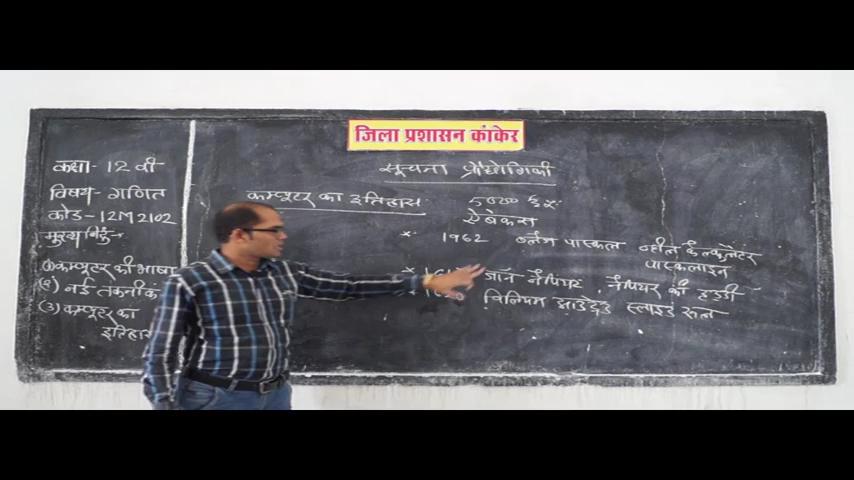 जिला प्रशासन कांकेर
कक्षा - 12 वी
विषय - गणित
कोड - 12M2102
मुख्य बिंदु →
(1) कम्प्यूटर की भाषा
(2) नई तकनीक
(3) कम्प्यूटर का
इतिहास
सूचना प्रौद्योगिकी
कम्प्यूटर का इतिहास
5000 ई.पू.
ऐबेकस
* 1962 ब्लेज पास्कल व्हील कैल्कुलेटर
पास्कलाइन
* जॉन नैपियर, नैपियर की हड्डी
विलियम आउट्रेड स्लाइड रूल